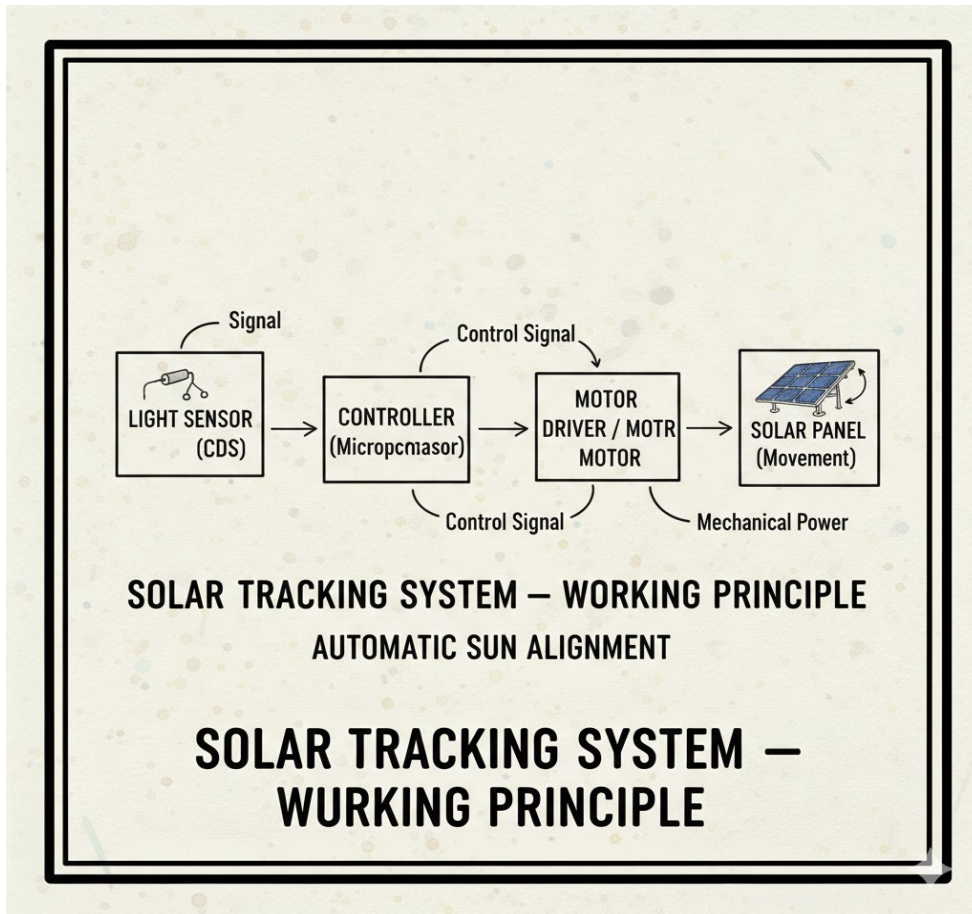 Signal
Control Signal
LIGHT SENSOR
(CDS)
CONTROLLER
(Micropcmasor)
MOTOR
DRIVER / MOTR
MOTOR
SOLAR PANEL
(Movement)
Control Signal
Mechanical Power
SOLAR TRACKING SYSTEM – WORKING PRINCIPLE
AUTOMATIC SUN ALIGNMENT
SOLAR TRACKING SYSTEM –
WURKING PRINCIPLE